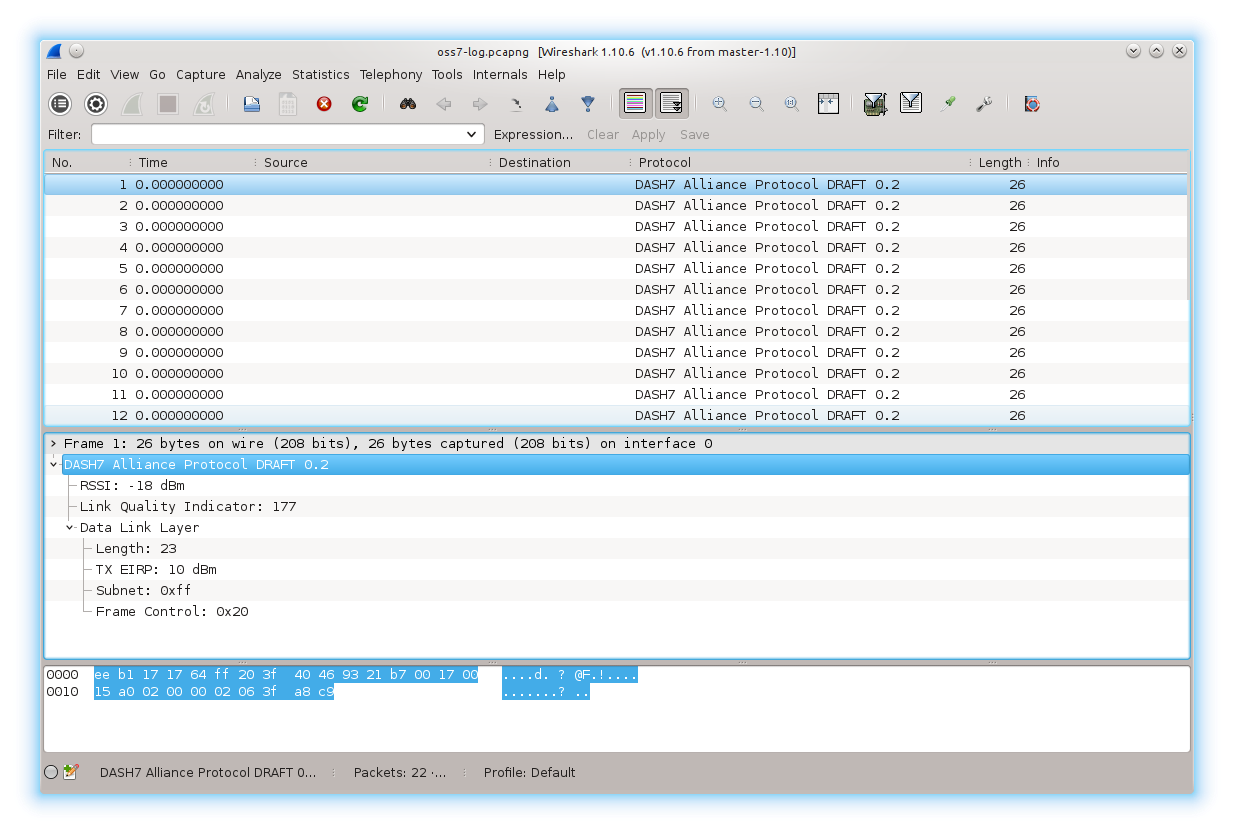 oss7-log.pcapng [Wireshark 1.10.6 (v1.10.6 from master-1.10)]
File Edit View Go Capture Analyze Statistics Telephony Tools Internals Help
Filter: Expression... Clear Apply Save
No. Time Source Destination Protocol Length Info
1 0.000000000 DASH7 Alliance Protocol DRAFT 0.2 26
2 0.000000000 DASH7 Alliance Protocol DRAFT 0.2 26
3 0.000000000 DASH7 Alliance Protocol DRAFT 0.2 26
4 0.000000000 DASH7 Alliance Protocol DRAFT 0.2 26
5 0.000000000 DASH7 Alliance Protocol DRAFT 0.2 26
6 0.000000000 DASH7 Alliance Protocol DRAFT 0.2 26
7 0.000000000 DASH7 Alliance Protocol DRAFT 0.2 26
8 0.000000000 DASH7 Alliance Protocol DRAFT 0.2 26
9 0.000000000 DASH7 Alliance Protocol DRAFT 0.2 26
10 0.000000000 DASH7 Alliance Protocol DRAFT 0.2 26
11 0.000000000 DASH7 Alliance Protocol DRAFT 0.2 26
12 0.000000000 DASH7 Alliance Protocol DRAFT 0.2 26
Frame 1: 26 bytes on wire (208 bits), 26 bytes captured (208 bits) on interface 0
DASH7 Alliance Protocol DRAFT 0.2
RSSI: -18 dBm
Link Quality Indicator: 177
Data Link Layer
Length: 23
TX EIRP: 10 dBm
Subnet: 0xff
Frame Control: 0x20
0000 ee b1 17 17 64 ff 20 3f 40 46 93 21 b7 00 17 00 ....d. ? @F.!....
0010 15 a0 02 00 00 02 06 3f a8 c9 .......? ..
DASH7 Alliance Protocol DRAFT 0... Packets: 22 ·... Profile: Default